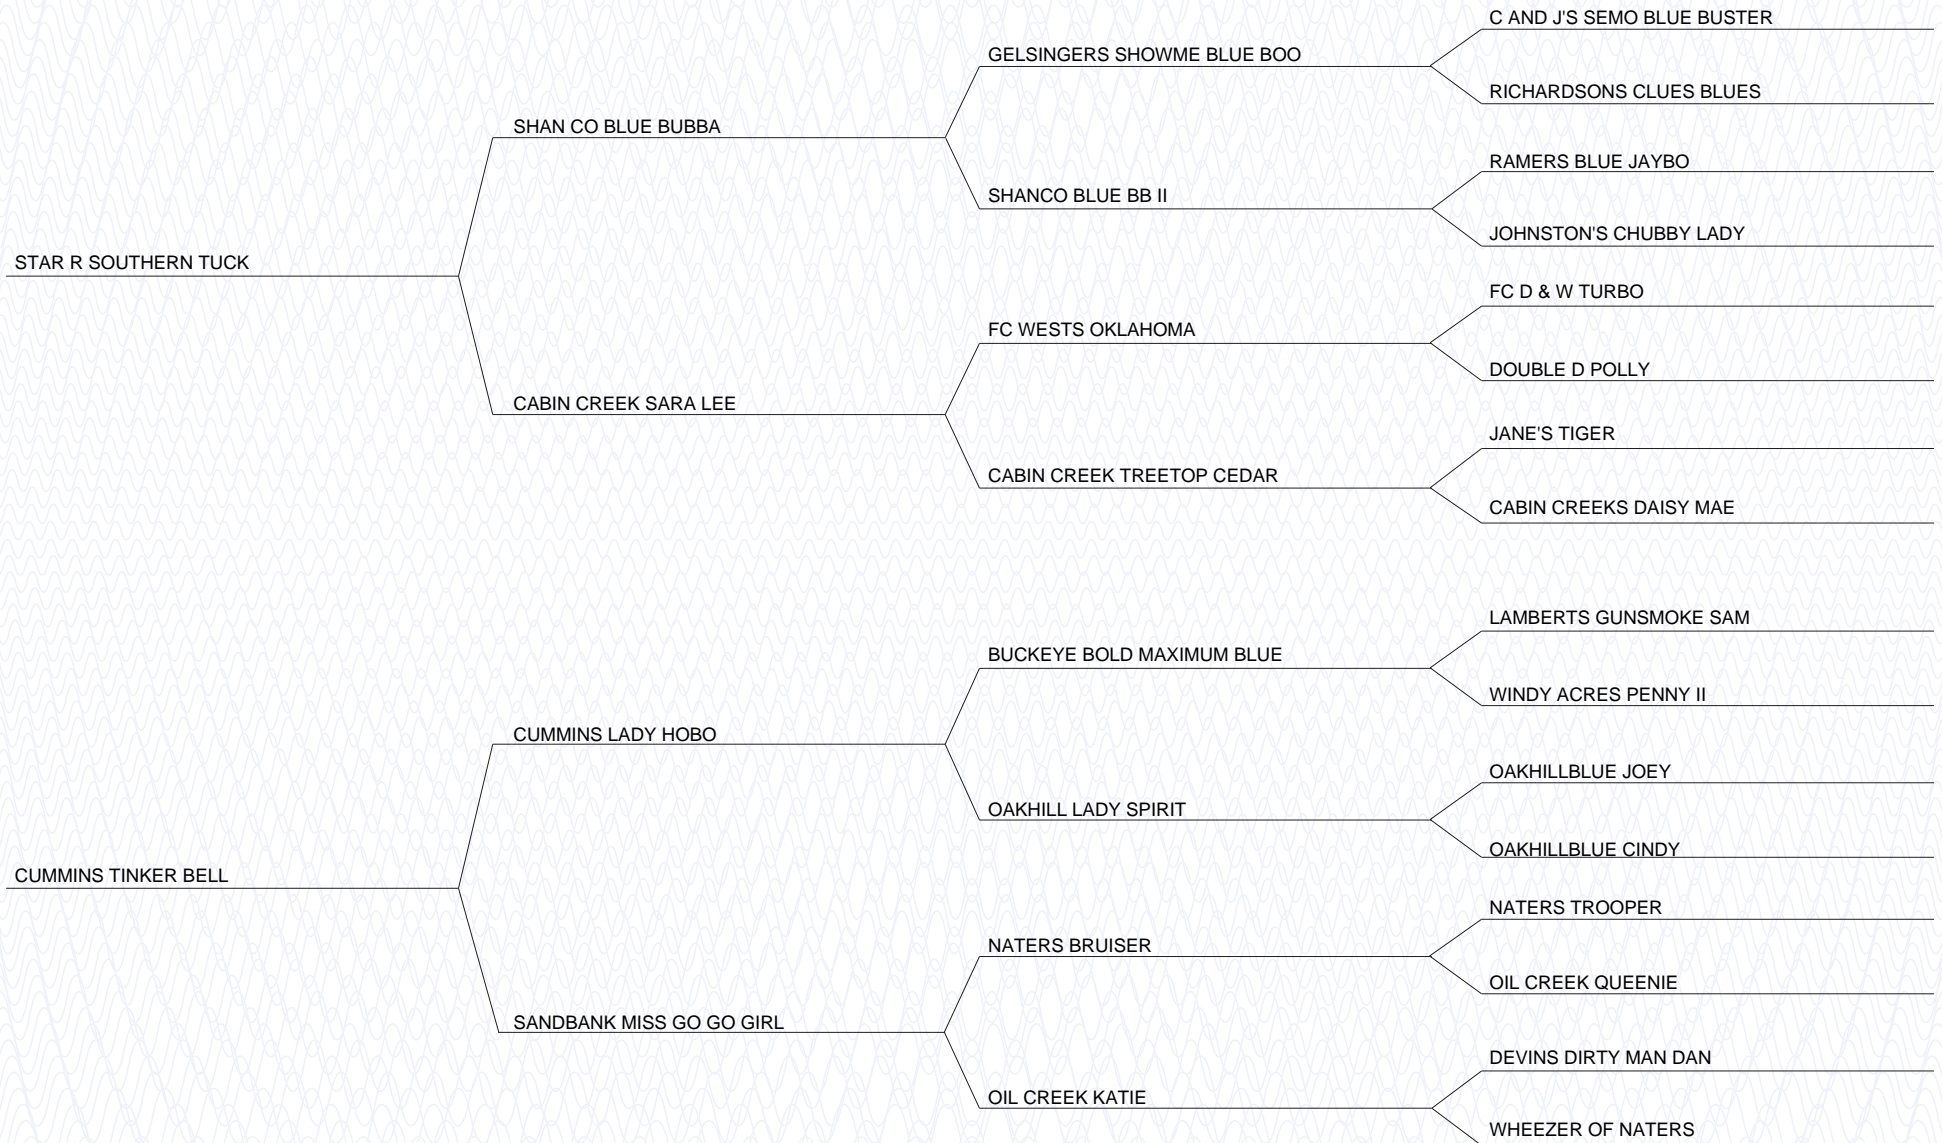 C AND J'S SEMO BLUE BUSTER
GELSINGERS SHOWME BLUE BOO
RICHARDSONS CLUES BLUES
SHAN CO BLUE BUBBA
RAMERS BLUE JAYBO
SHANCO BLUE BB II
JOHNSTON'S CHUBBY LADY
STAR R SOUTHERN TUCK
FC D & W TURBO
FC WESTS OKLAHOMA
DOUBLE D POLLY
CABIN CREEK SARA LEE
JANE'S TIGER
CABIN CREEK TREETOP CEDAR
CABIN CREEKS DAISY MAE
LAMBERTS GUNSMOKE SAM
BUCKEYE BOLD MAXIMUM BLUE
WINDY ACRES PENNY II
CUMMINS LADY HOBO
OAKHILLBLUE JOEY
OAKHILL LADY SPIRIT
OAKHILLBLUE CINDY
CUMMINS TINKER BELL
NATERS TROOPER
NATERS BRUISER
OIL CREEK QUEENIE
SANDBANK MISS GO GO GIRL
DEVINS DIRTY MAN DAN
OIL CREEK KATIE
WHEEZER OF NATERS